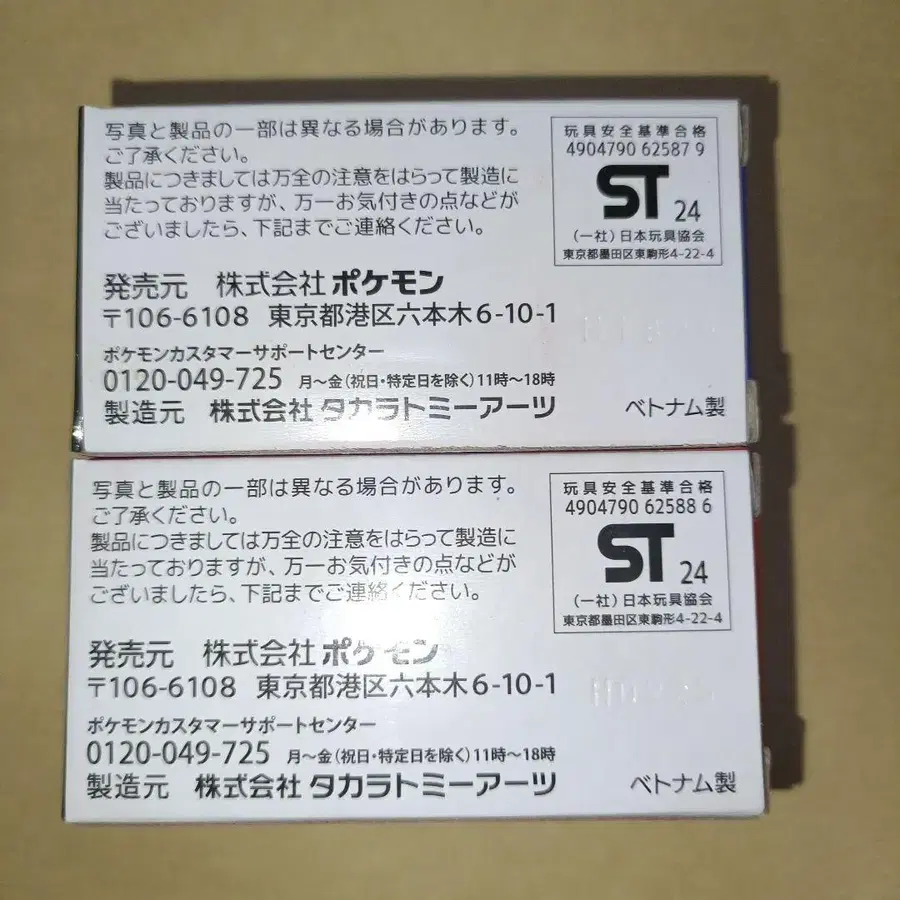 写真と製品の一部は異なる場合があります。
ご了承ください。
製品につきましては万全の注意をはらって製造に
当たっておりますが、万一お気付きの点などが
ございましたら、下記までご連絡ください。
玩具安全基準合格
4904790 62587 9
ST 24
(一社)日本玩具協会
東京都墨田区東駒形4-22-4
発売元 株式会社 ポケモン
〒106-6108 東京都港区六本木6-10-1
ポケモンカスタマーサポートセンター
0120-049-725 月〜金(祝日・特定日を除く)11時〜18時
製造元 株式会社 タカラトミーアーツ
ベトナム製
写真と製品の一部は異なる場合があります。
ご了承ください。
製品につきましては万全の注意をはらって製造に
当たっておりますが、万一お気付きの点などが
ございましたら、下記までご連絡ください。
玩具安全基準合格
4904790 62588 6
ST 24
(一社)日本玩具協会
東京都墨田区東駒形4-22-4
発売元 株式会社 ポケモン
〒106-6108 東京都港区六本木6-10-1
ポケモンカスタマーサポートセンター
0120-049-725 月〜金(祝日・特定日を除く)11時〜18時
製造元 株式会社 タカラトミーアーツ
ベトナム製